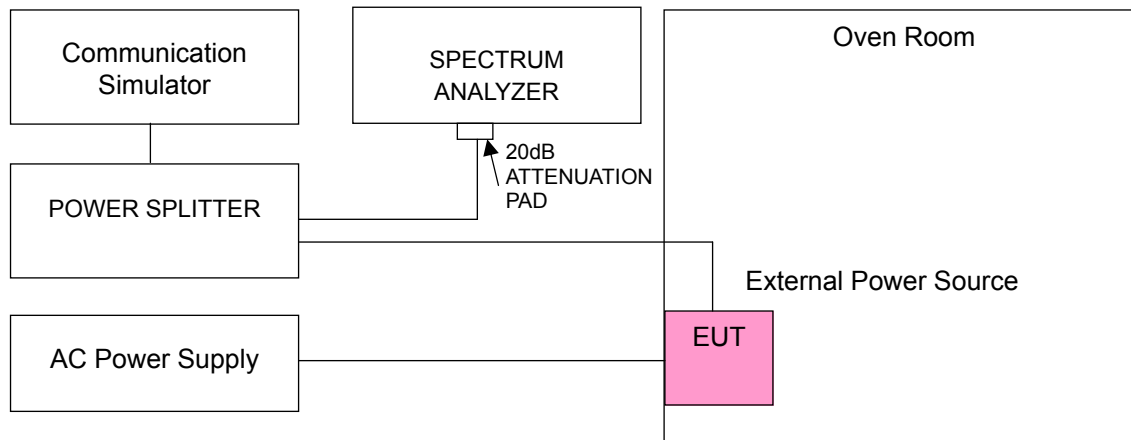 Communication
Simulator
SPECTRUM
ANALYZER
Oven Room
20dB
ATTENUATION
PAD
POWER SPLITTER
External Power Source
EUT
AC Power Supply